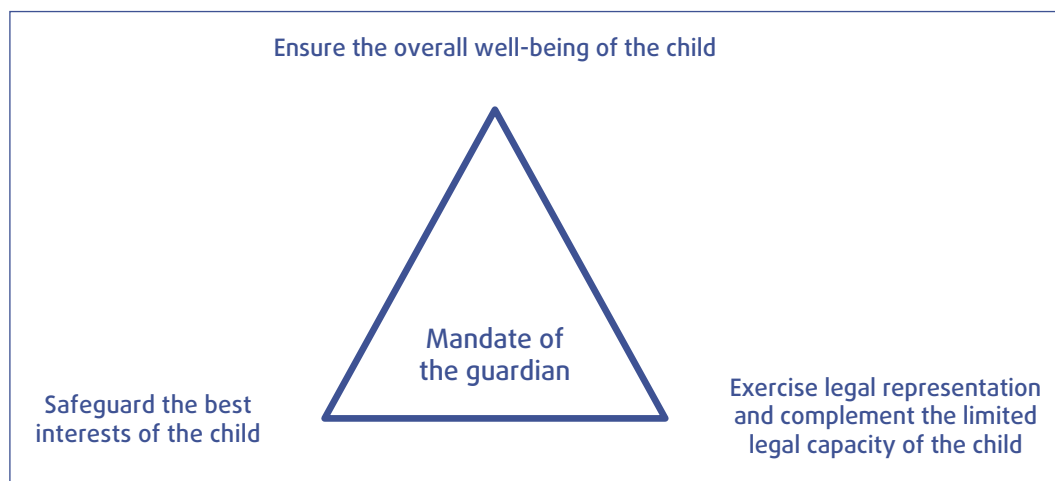 Ensure the overall well-being of the child
Mandate of
the guardian
Safeguard the best
interests of the child
Exercise legal representation
and complement the limited
legal capacity of the child